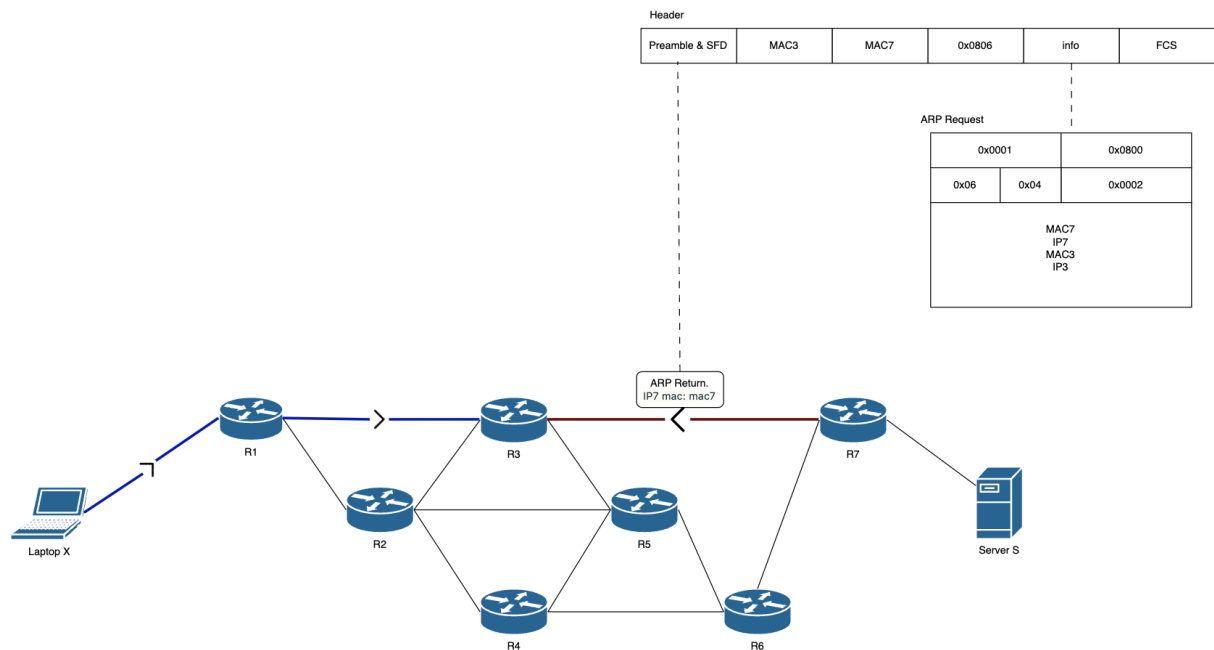 Header
Preamble & SFD MAC3 MAC7 0x0806 info FCS
ARP Request
0x0001 0x0800
0x06 0x04 0x0002
MAC7
IP7
MAC3
IP3
ARP Return.
IP7 mac: mac7
R1
R3
R7
Laptop X
R2
R5
Server S
R4
R6